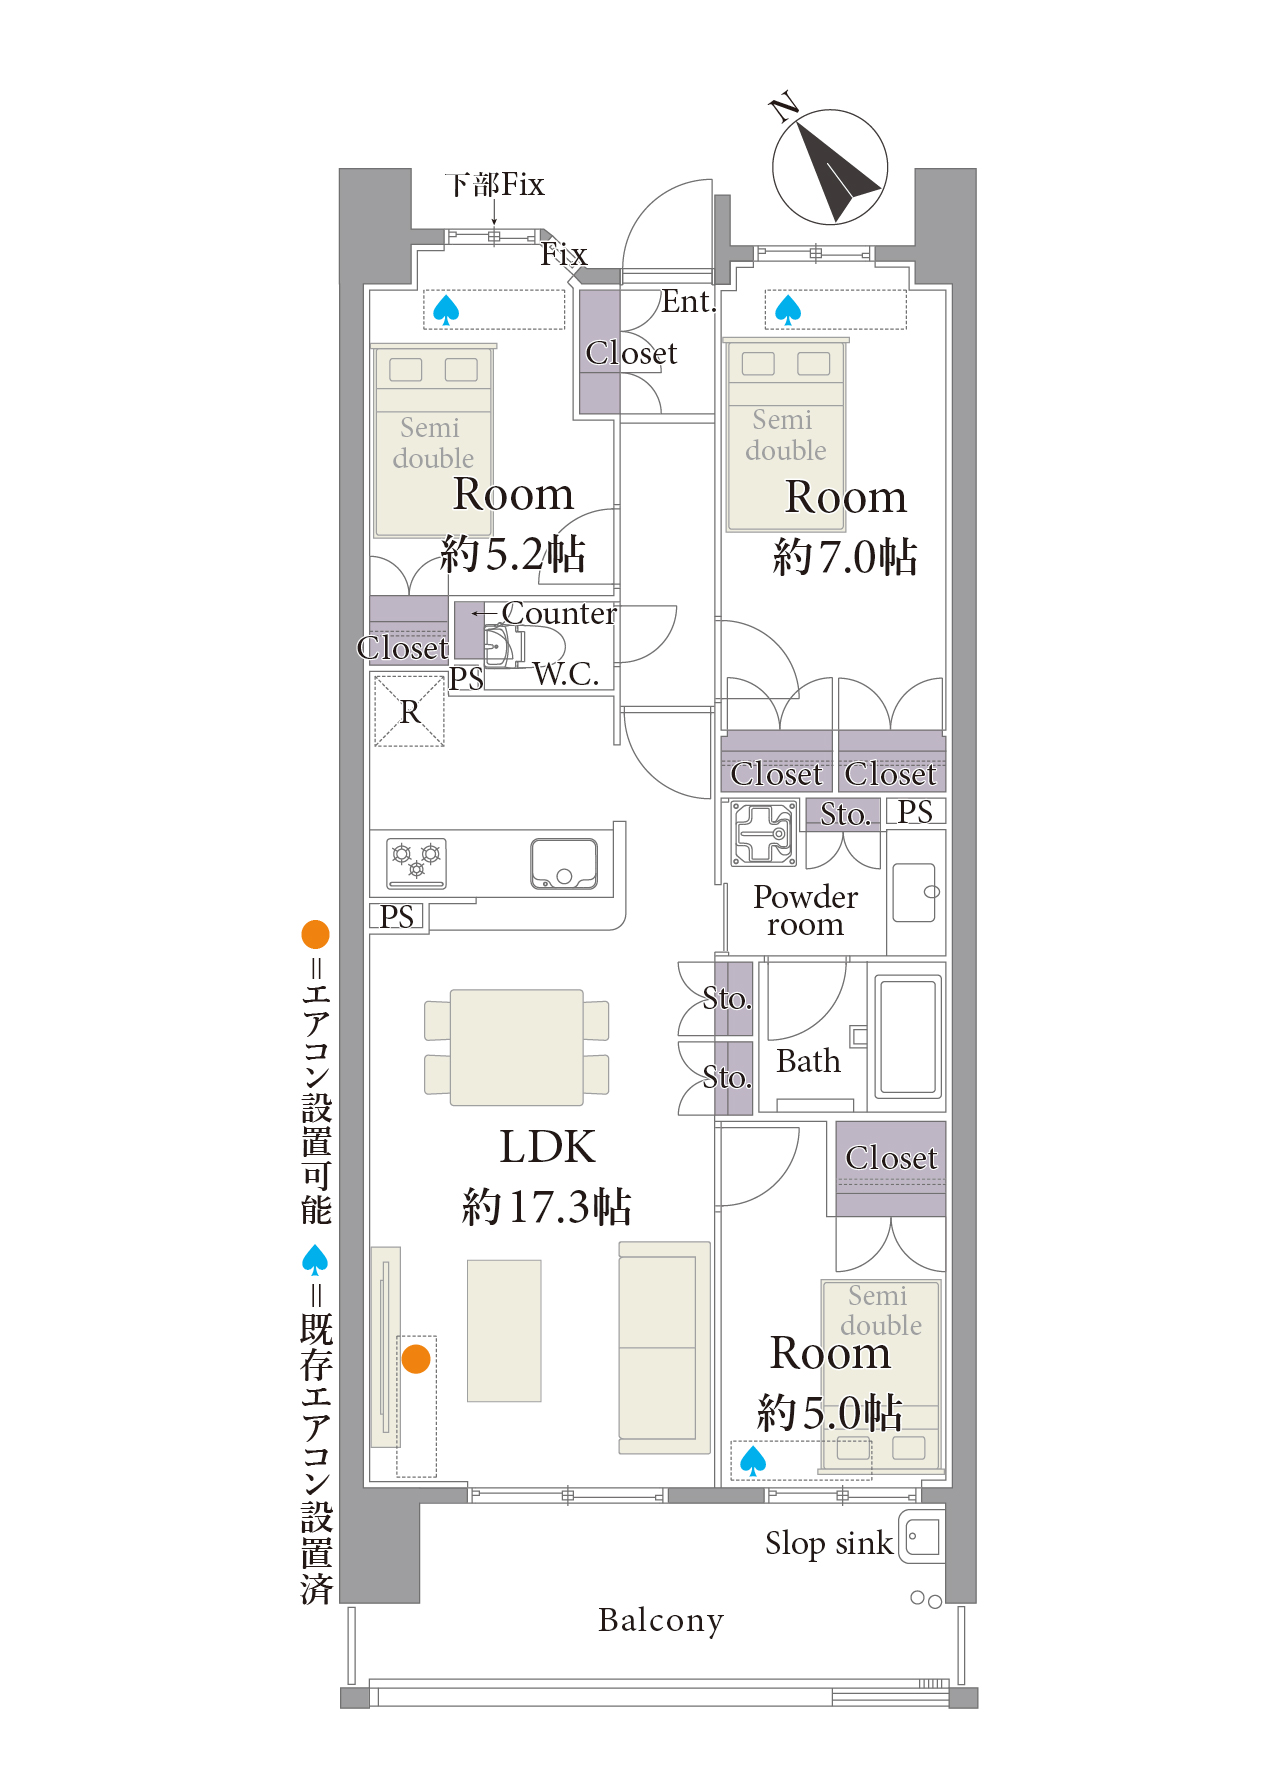 N
下部Fix
Fix
Ent.
Closet
Semi
double
Room
約5.2帖
Semi
double
Room
約7.0帖
Counter
Closet
PS
W.C.
R
Closet
Closet
Sto.
PS
Powder
room
PS
Sto.
Sto.
Bath
LDK
約17.3帖
Closet
Semi
double
Room
約5.0帖
Slop sink
Balcony
●=エアコン設置可能
♠=既存エアコン設置済